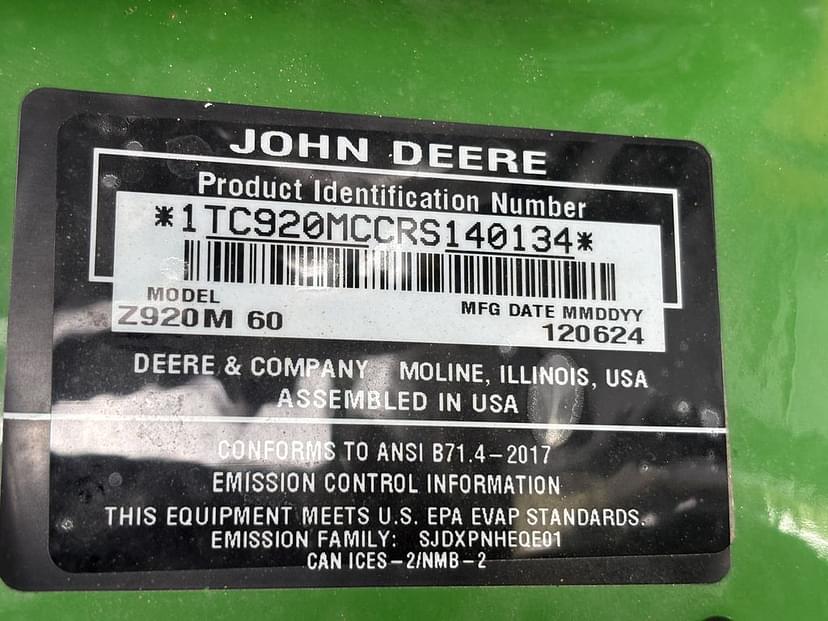 JOHN DEERE
Product Identification Number
*1TC920MCCRS140134*
MODEL
Z920M 60
MFG DATE MMDDYY
120624
DEERE & COMPANY MOLINE, ILLINOIS, USA
ASSEMBLED IN USA
CONFORMS TO ANSI B71.4-2017
EMISSION CONTROL INFORMATION
THIS EQUIPMENT MEETS U.S. EPA EVAP STANDARDS.
EMISSION FAMILY: SJDXPNHEQE01
CAN ICES-2/NMB-2